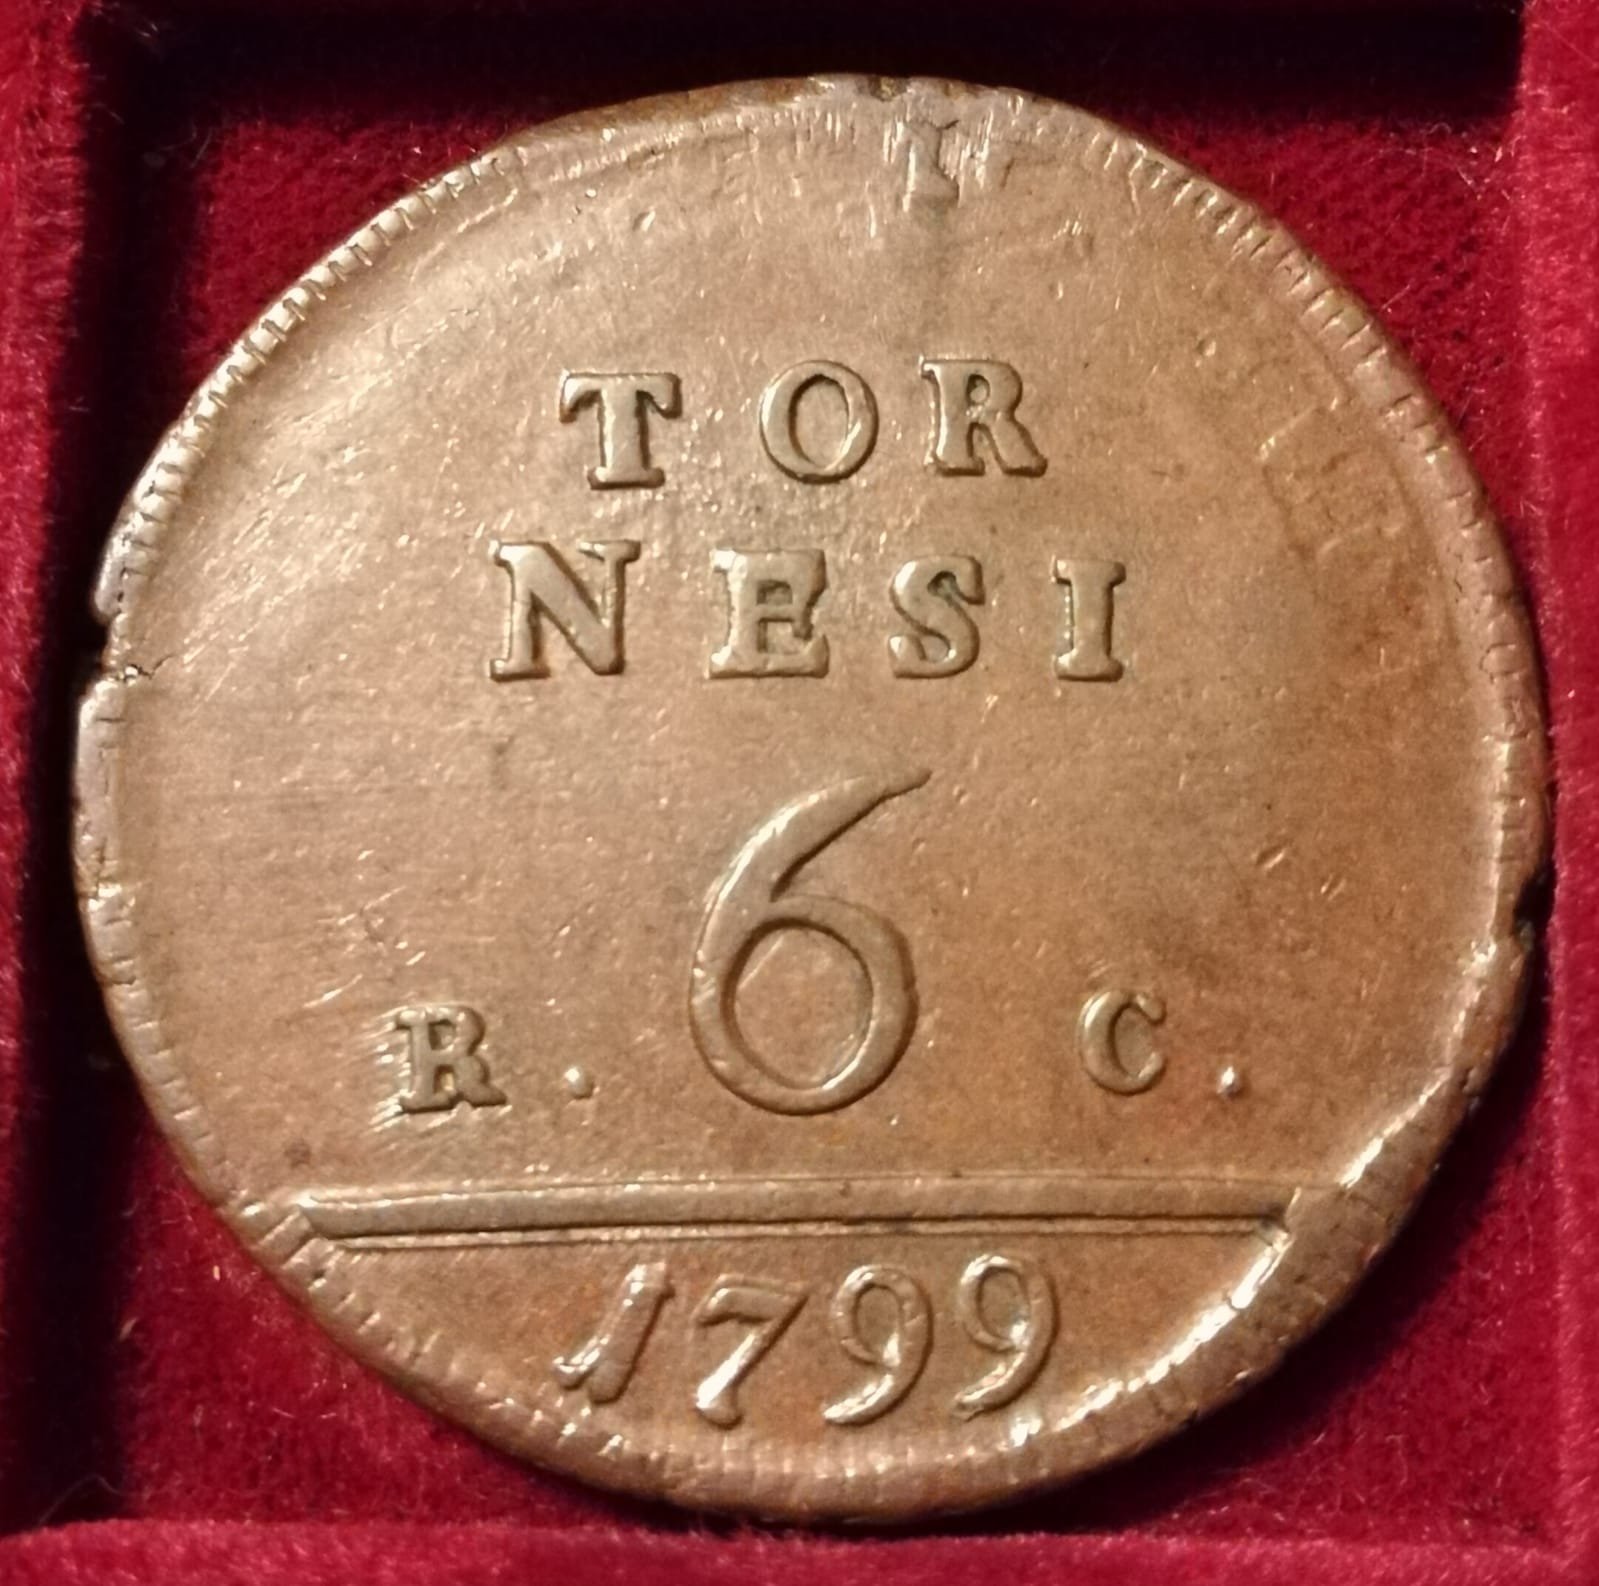 TOR
NESI
R. 6 C.
1799